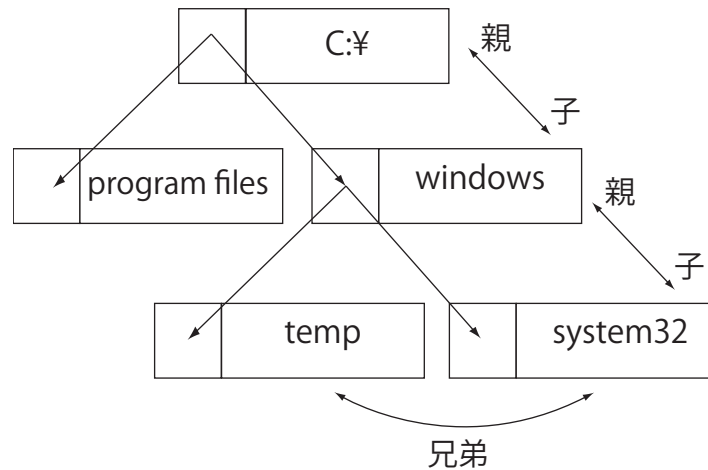 C:¥
親
子
program files
windows
親
子
temp
system32
兄弟